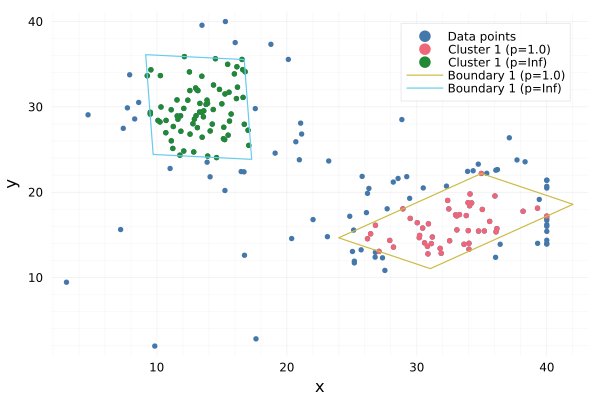 40
30
20
10
y
10
20
30
40
x
Data points
Cluster 1 (p=1.0)
Cluster 1 (p=Inf)
Boundary 1 (p=1.0)
Boundary 1 (p=Inf)